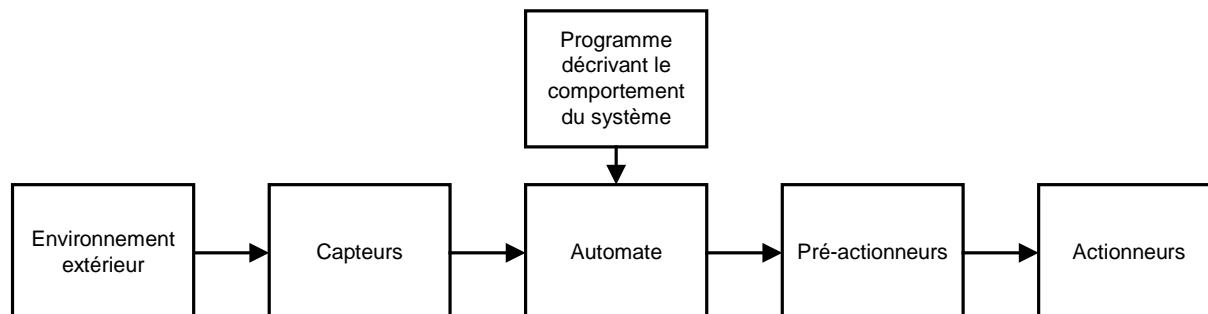 Programme
décrivant le
comportement
du système
Environnement
extérieur
Capteurs
Automate
Pré-actionneurs
Actionneurs